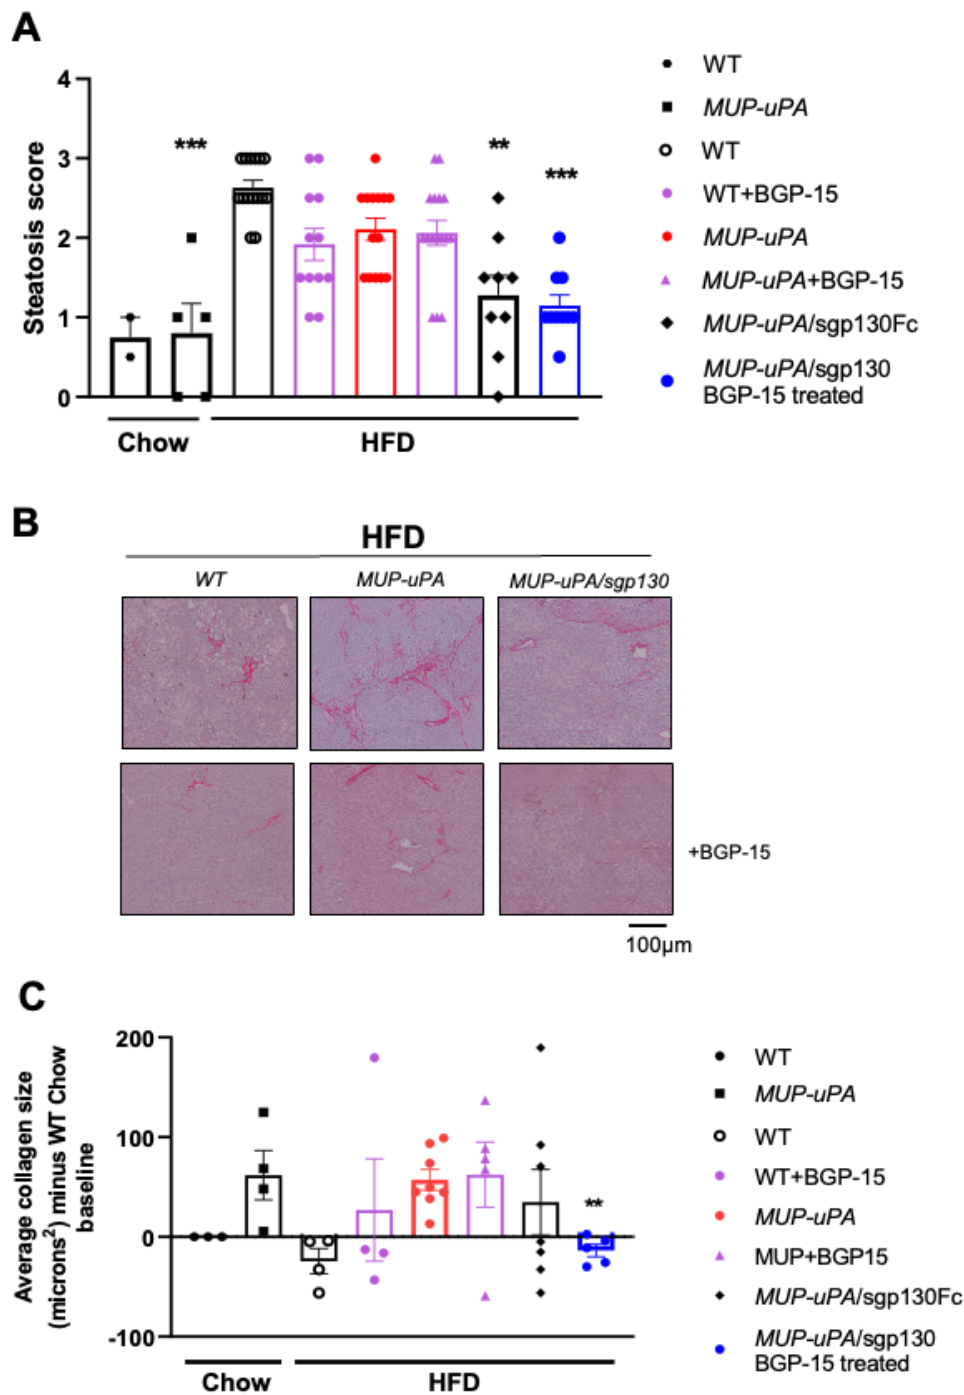 A
Steatosis score
4
3
2
1
0
***
**
***
Chow
HFD
WT
MUP-uPA
WT
WT+BGP-15
MUP-uPA
MUP-uPA+BGP-15
MUP-uPA/sgp130Fc
MUP-uPA/sgp130
BGP-15 treated
B
HFD
WT
MUP-uPA
MUP-uPA/sgp130
+BGP-15
100μm
C
Average collagen size
(microns²) minus WT Chow
baseline
200
100
0
-100
**
Chow
HFD
WT
MUP-uPA
WT
WT+BGP-15
MUP-uPA
MUP+BGP15
MUP-uPA/sgp130Fc
MUP-uPA/sgp130
BGP-15 treated